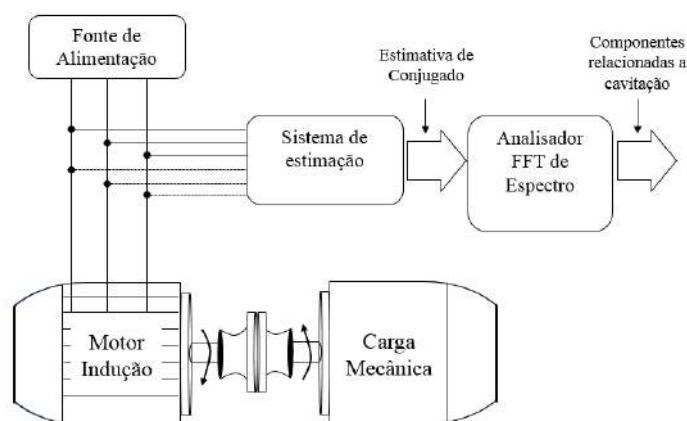 Fonte de
Alimentação
Estimativa de
Conjugado
Componentes
relacionadas a
cavitação
Sistema de
estimação
Analisador
FFT de
Espectro
Motor
Indução
Carga
Mecânica